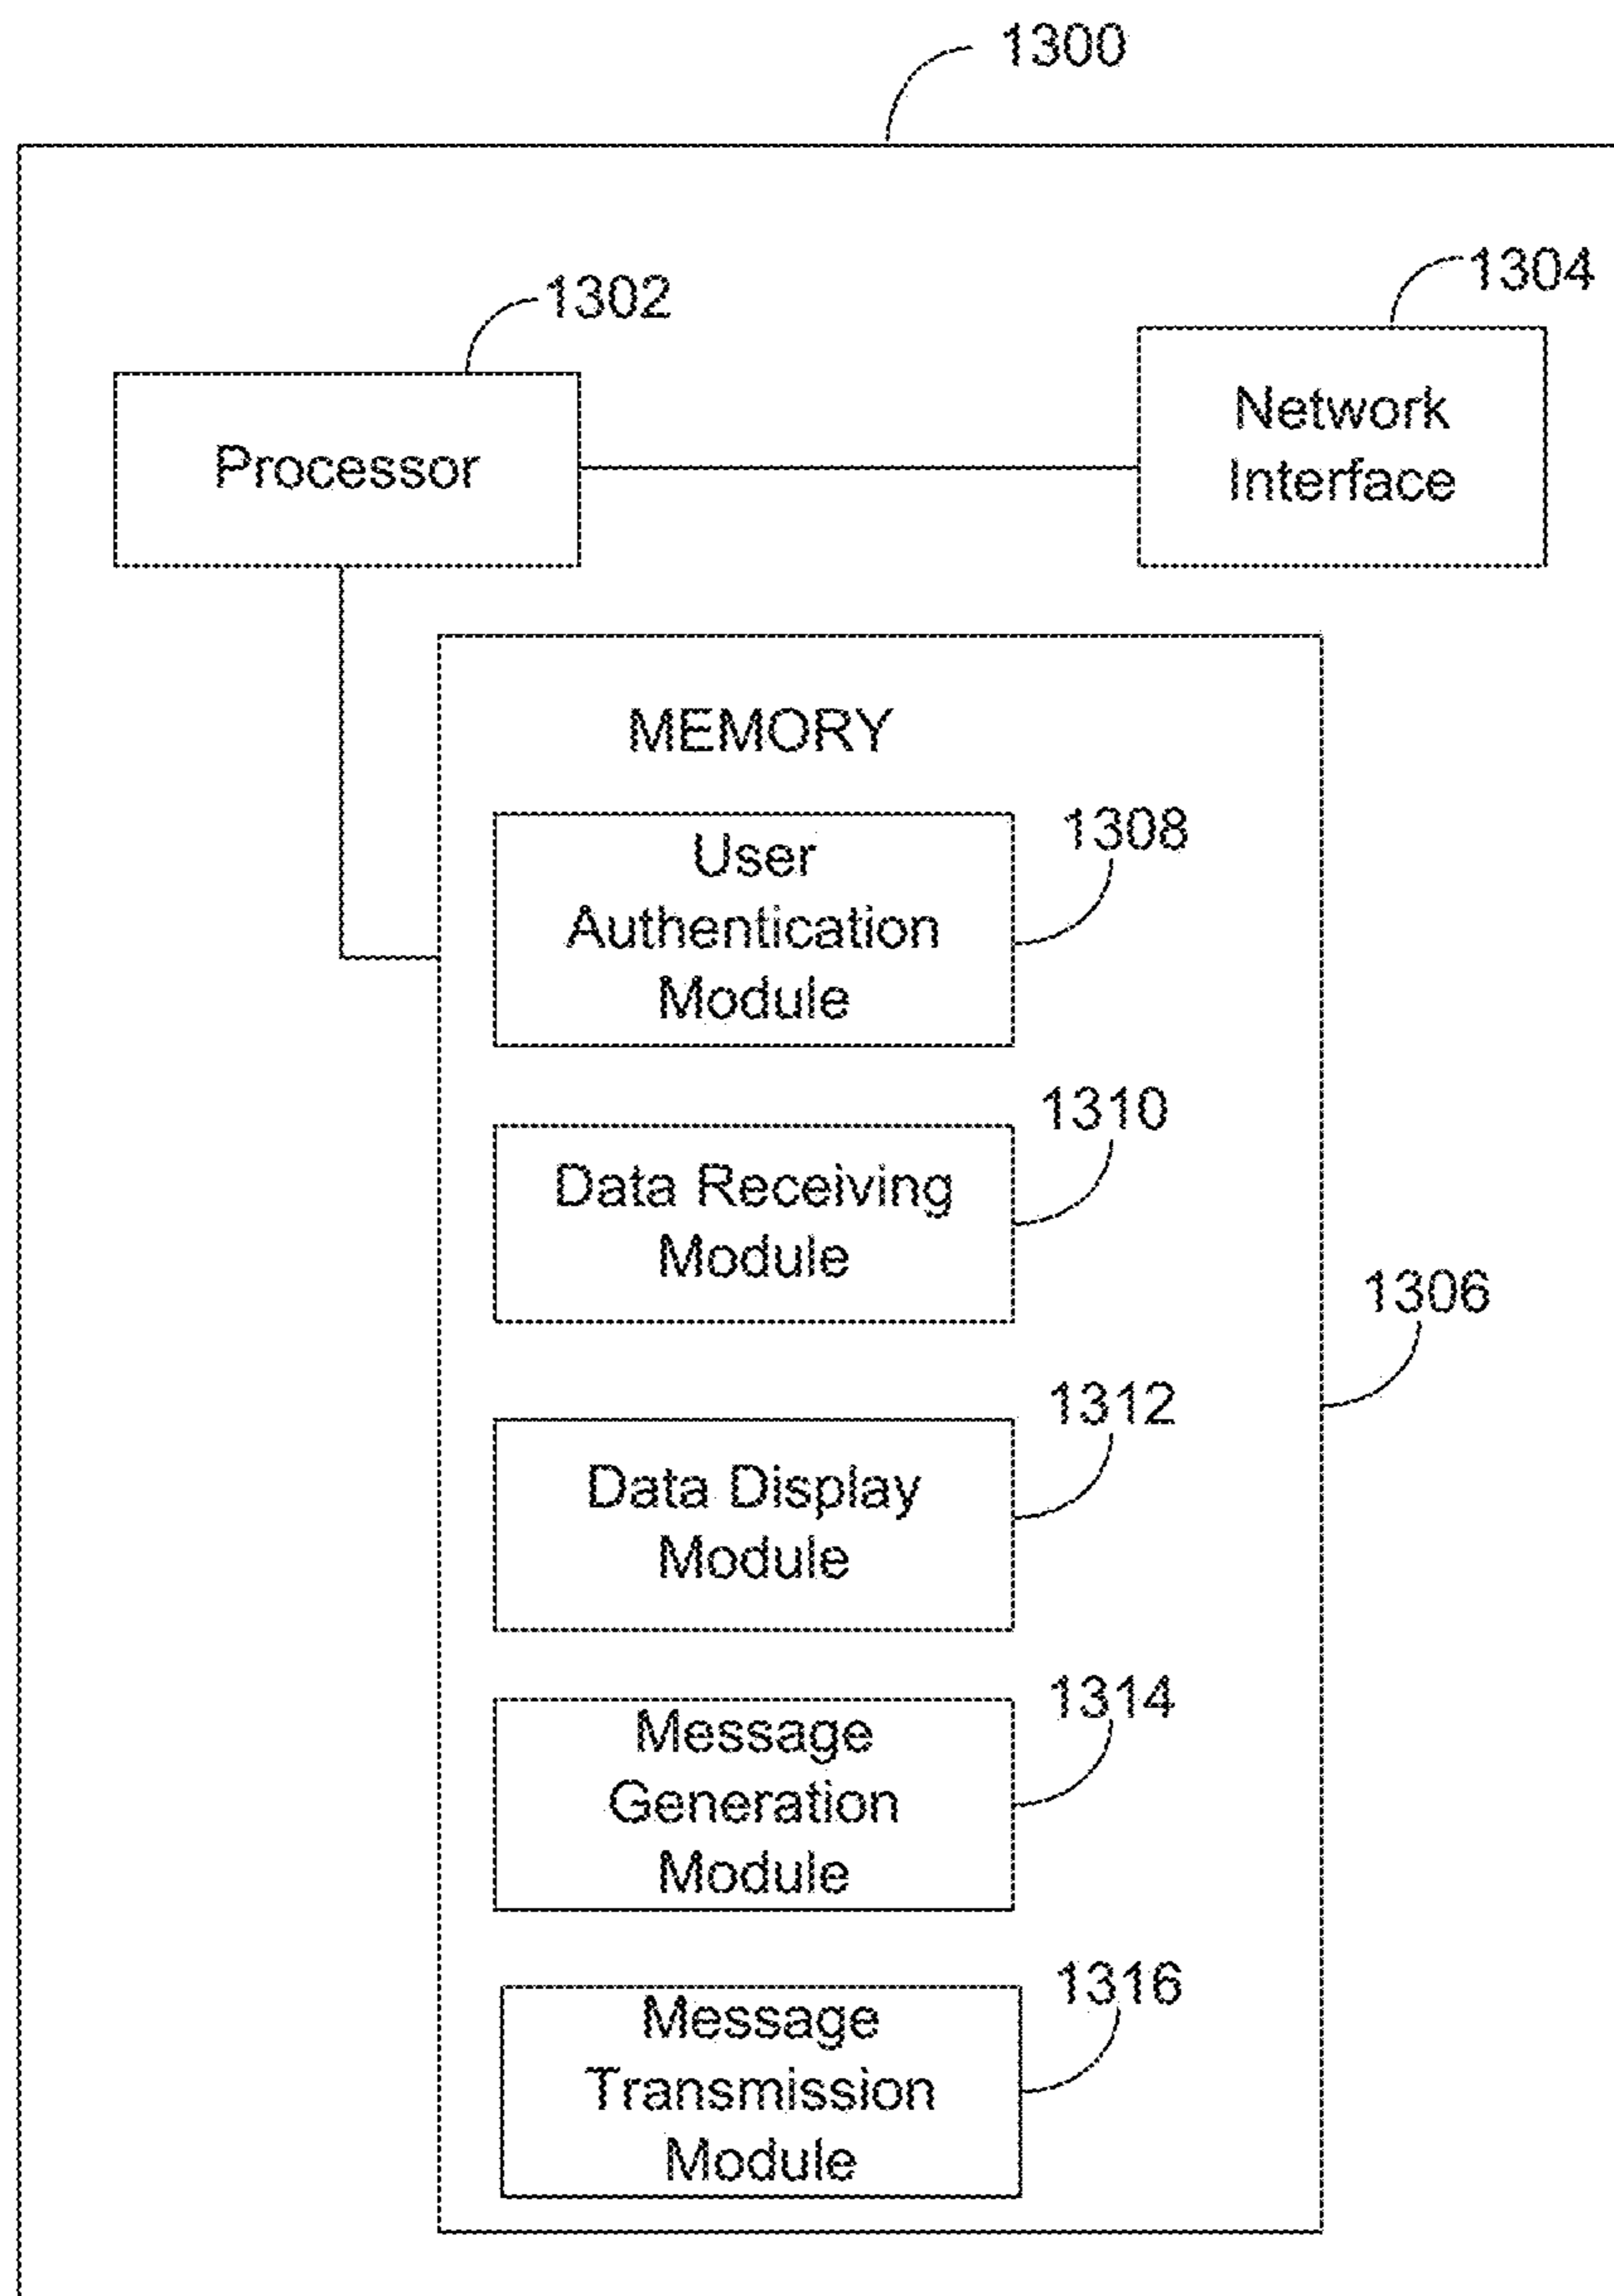 1300
1302
1304
Processor
Network
Interface
MEMORY
User
Authentication
Module
1308
Data Receiving
Module
1310
1306
Data Display
Module
1312
Message
Generation
Module
1314
Message
Transmission
Module
1316